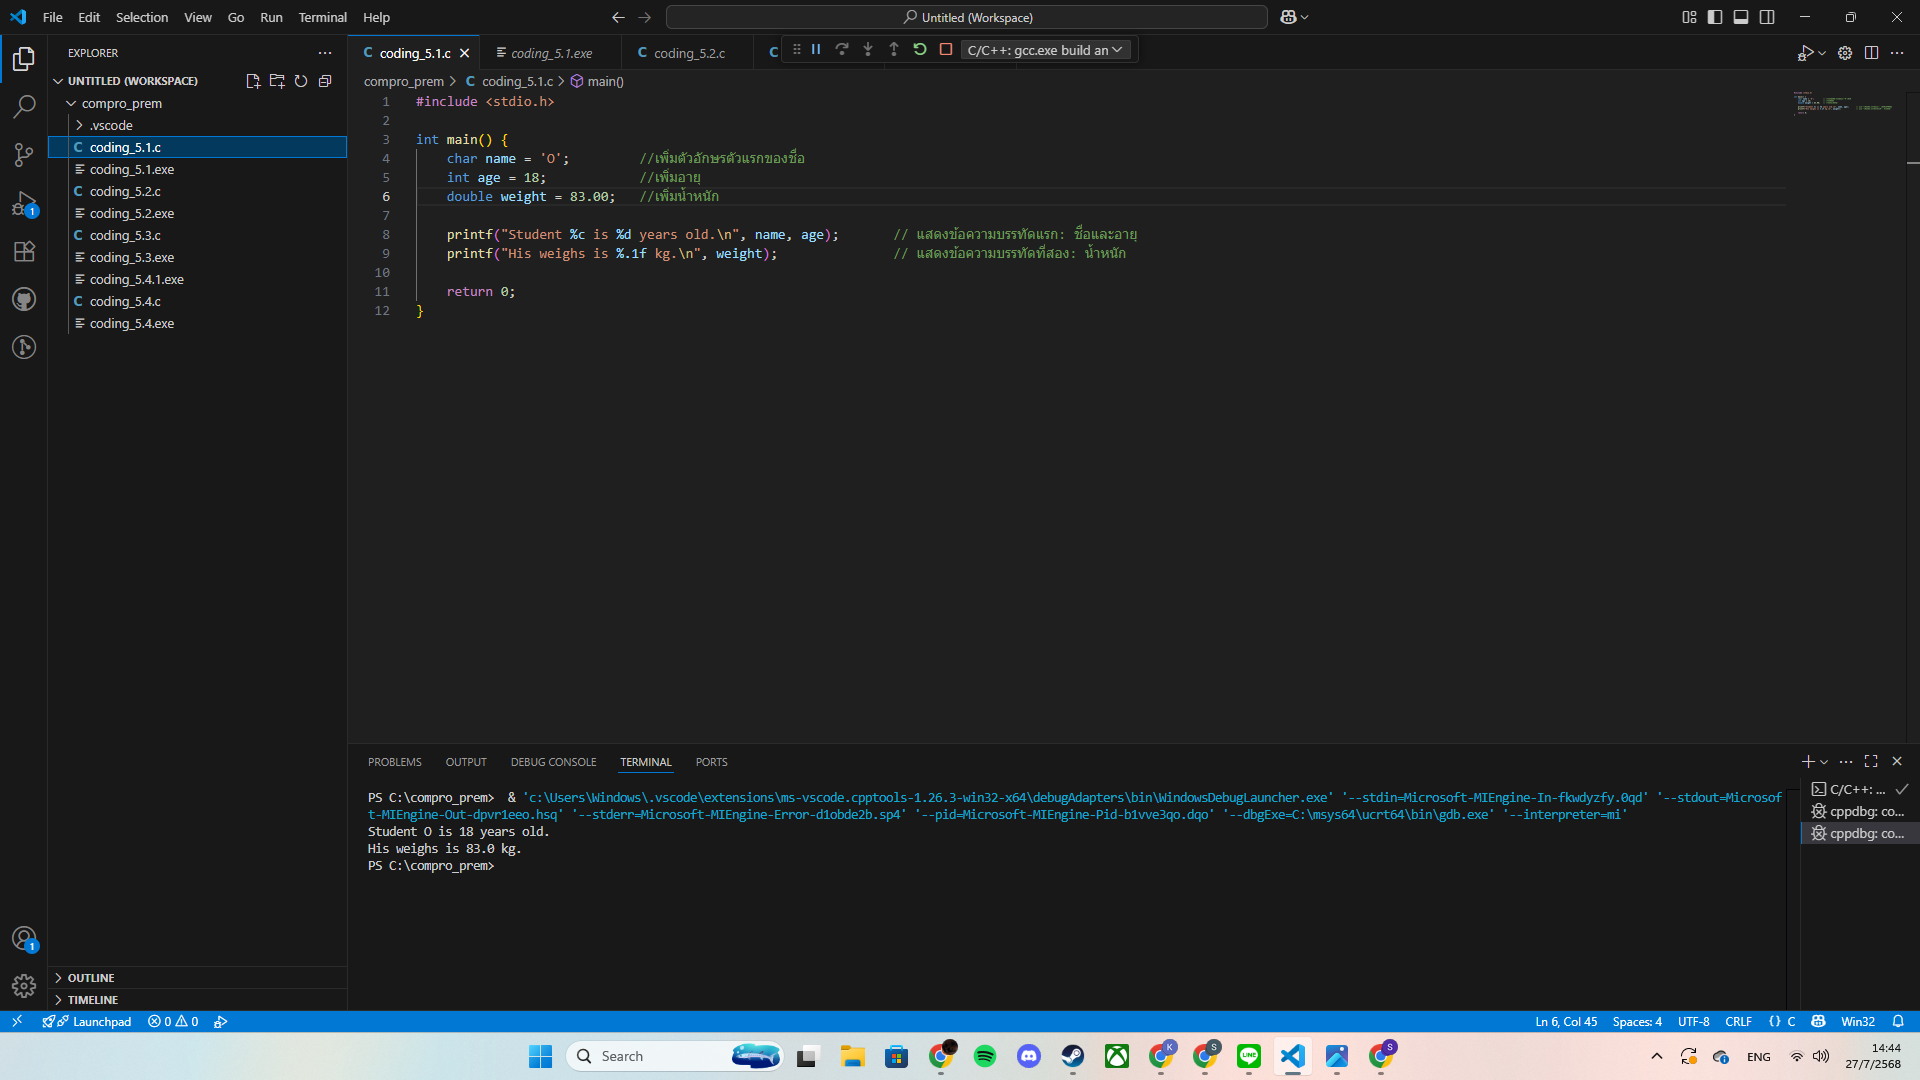 File Edit Selection View Go Run Terminal Help
Untitled (Workspace)
EXPLORER
UNTITLED (WORKSPACE)
compro_prem
.vscode
C coding_5.1.c
coding_5.1.exe
C coding_5.2.c
coding_5.2.exe
C coding_5.3.c
coding_5.3.exe
coding_5.4.1.exe
C coding_5.4.c
coding_5.4.exe
OUTLINE
TIMELINE
C coding_5.1.c coding_5.1.exe C coding_5.2.c C
C/C++: gcc.exe build an
compro_prem > C coding_5.1.c > main()
1 #include <stdio.h>
2
3 int main() {
4 char name = 'O'; //เพิ่มตัวอักษรตัวแรกของชื่อ
5 int age = 18; //เพิ่มอายุ
6 double weight = 83.00; //เพิ่มน้ำหนัก
7
8 printf("Student %c is %d years old.\n", name, age); // แสดงข้อความบรรทัดแรก: ชื่อและอายุ
9 printf("His weighs is %.1f kg.\n", weight); // แสดงข้อความบรรทัดที่สอง: น้ำหนัก
10
11 return 0;
12 }
PROBLEMS OUTPUT DEBUG CONSOLE TERMINAL PORTS
PS C:\compro_prem> & 'c:\Users\Windows\.vscode\extensions\ms-vscode.cpptools-1.26.3-win32-x64\debugAdapters\bin\WindowsDebugLauncher.exe' '--stdin=Microsoft-MIEngine-In-fkwdyzfy.0qd' '--stdout=Microsof
t-MIEngine-Out-dpvr1eeo.hsq' '--stderr=Microsoft-MIEngine-Error-d1obde2b.sp4' '--pid=Microsoft-MIEngine-Pid-b1vve3qo.dqo' '--dbgExe=C:\msys64\ucrt64\bin\gdb.exe' '--interpreter=mi'
Student O is 18 years old.
His weighs is 83.0 kg.
PS C:\compro_prem>
C/C++: ...
cppdbg: co...
cppdbg: co...
1
1
Launchpad 0 0
Ln 6, Col 45 Spaces: 4 UTF-8 CRLF {} C Win32
Search
K S LINE S
ENG
14:44
27/7/2568